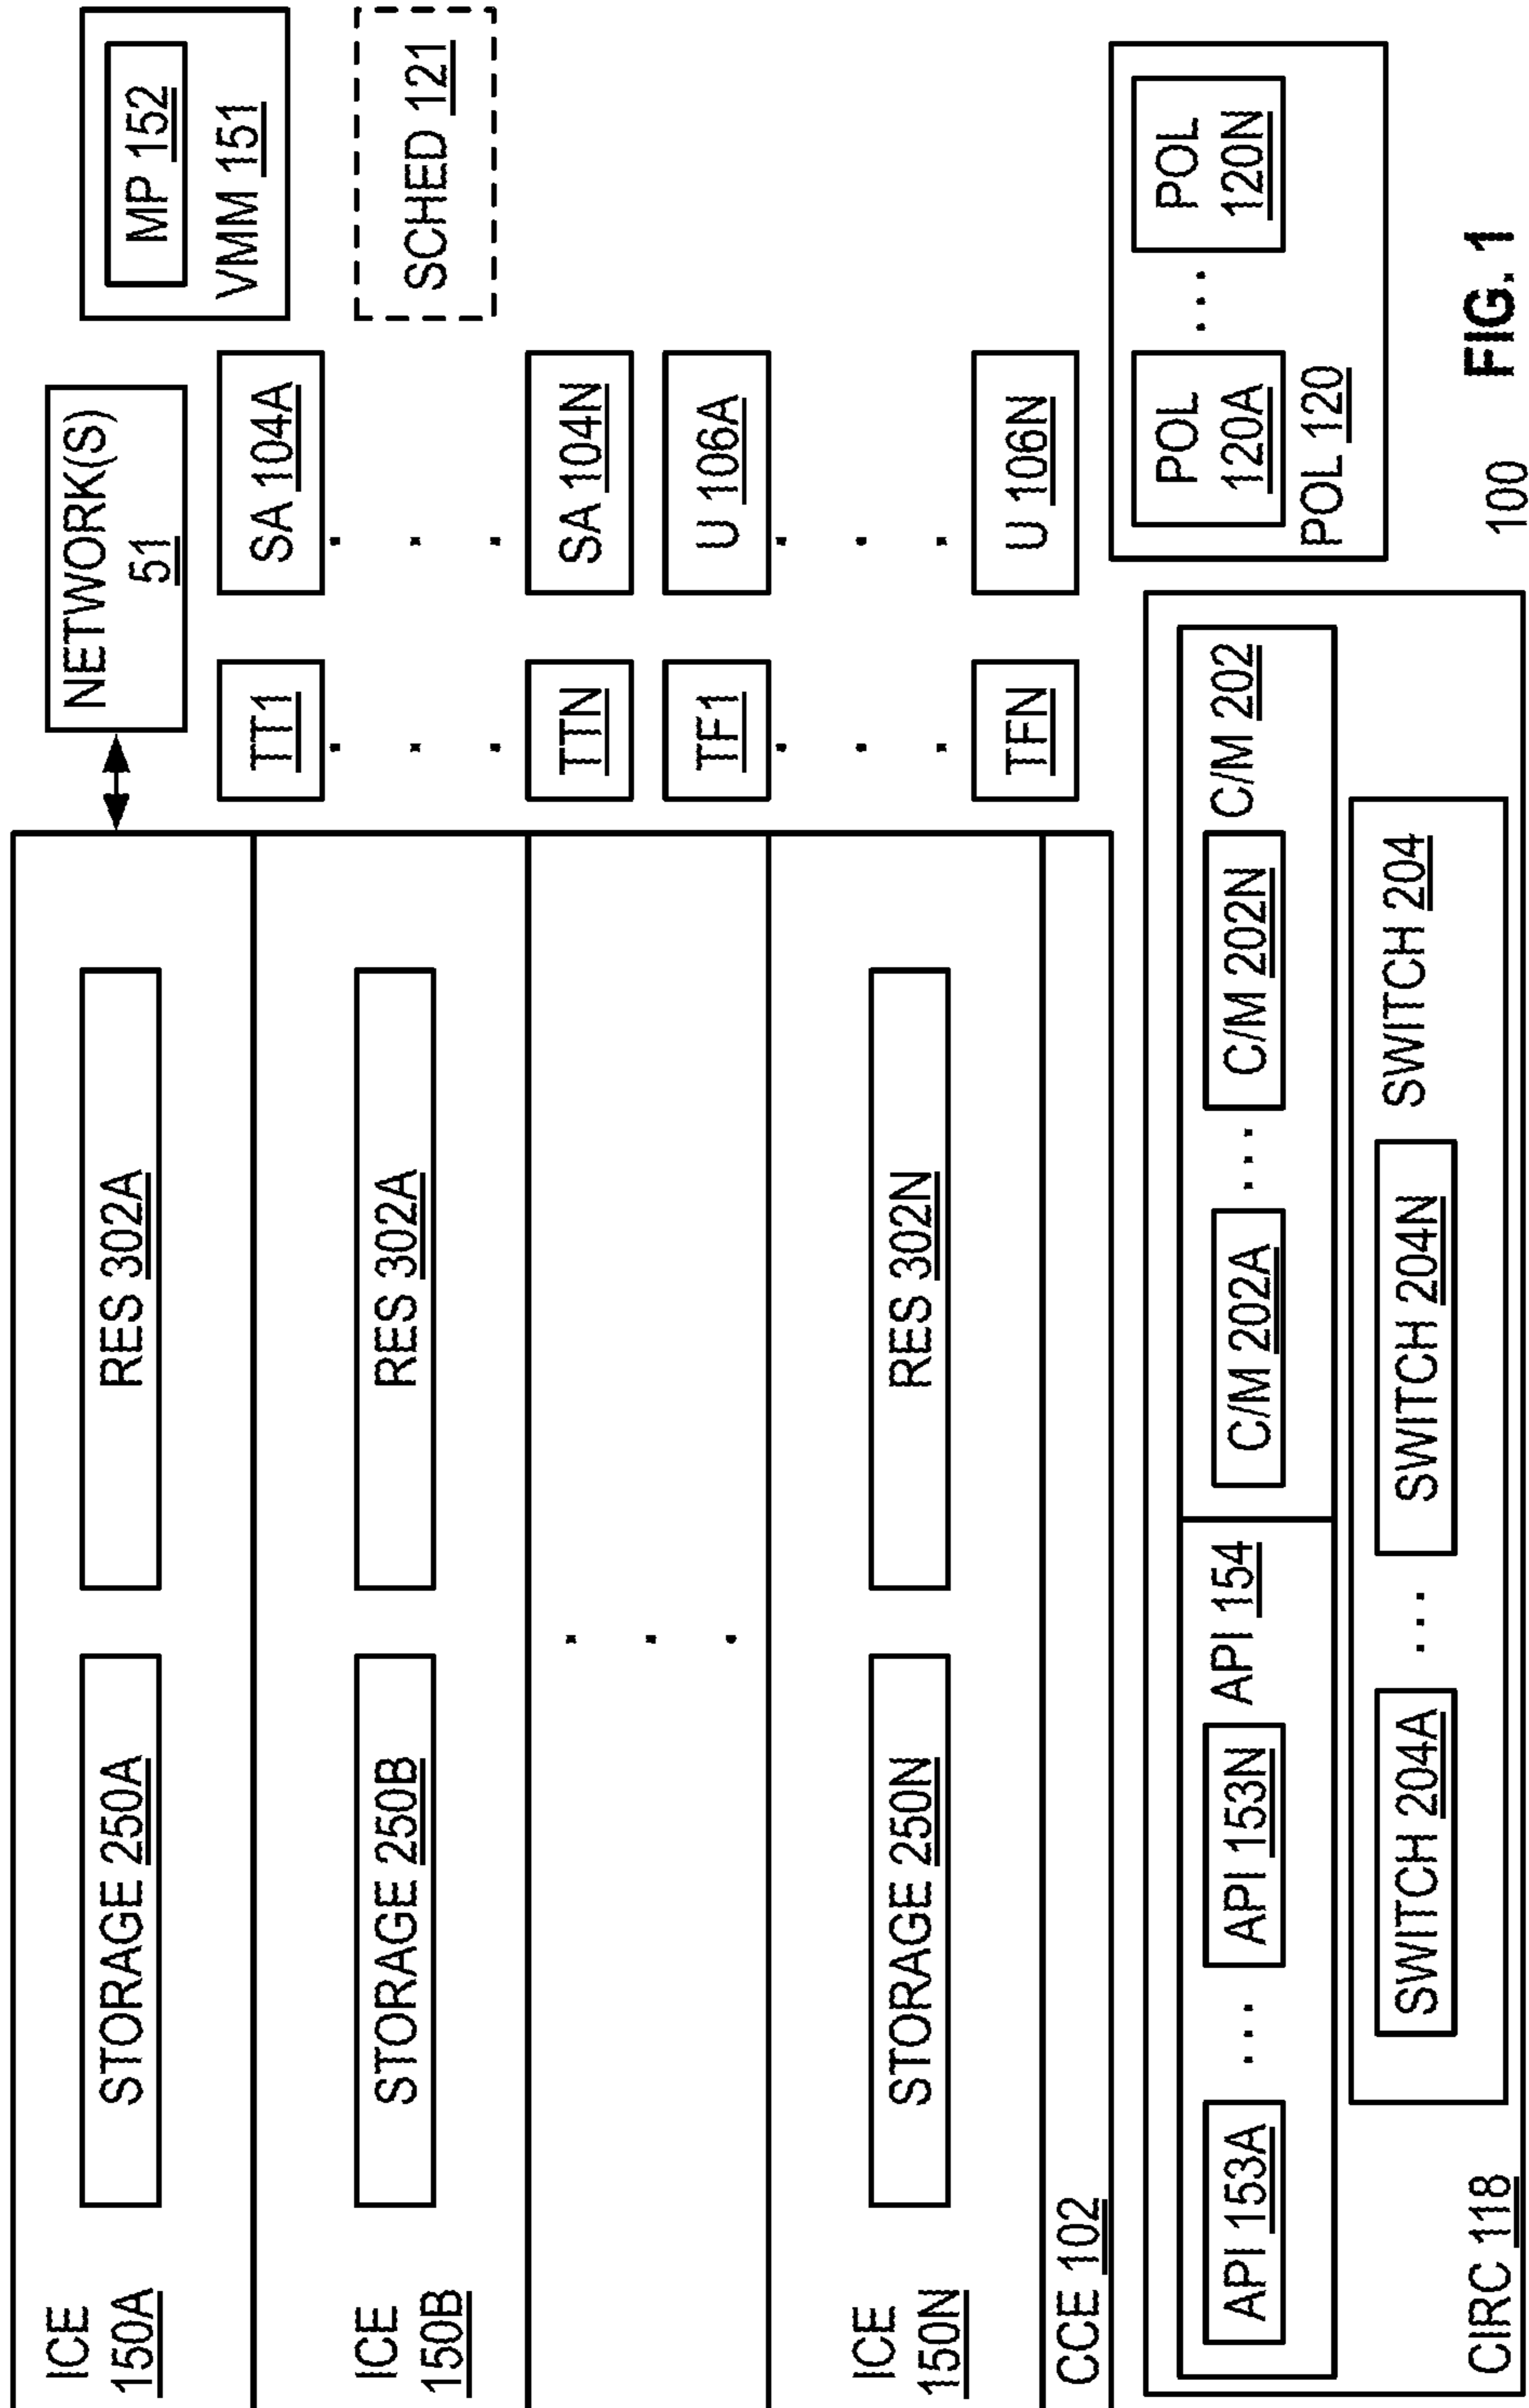 ICE
150A
STORAGE 250A
RES 302A
NETWORK(S)
51
MP 152
VMM 151
ICE
150B
STORAGE 250B
RES 302A
TT1
SA 104A
SCHED 121
. . .
. . .
. . .
TTN
SA 104N
ICE
150N
STORAGE 250N
RES 302N
TF1
U 106A
. . .
. . .
TFN
U 106N
CCE 102
API 153A
. . .
API 153N
API 154
C/M 202A
. . .
C/M 202N
C/M 202
SWITCH 204A
. . .
SWITCH 204N
SWITCH 204
CIRC 118
POL
120A
. . .
POL
120N
POL 120
100
FIG. 1